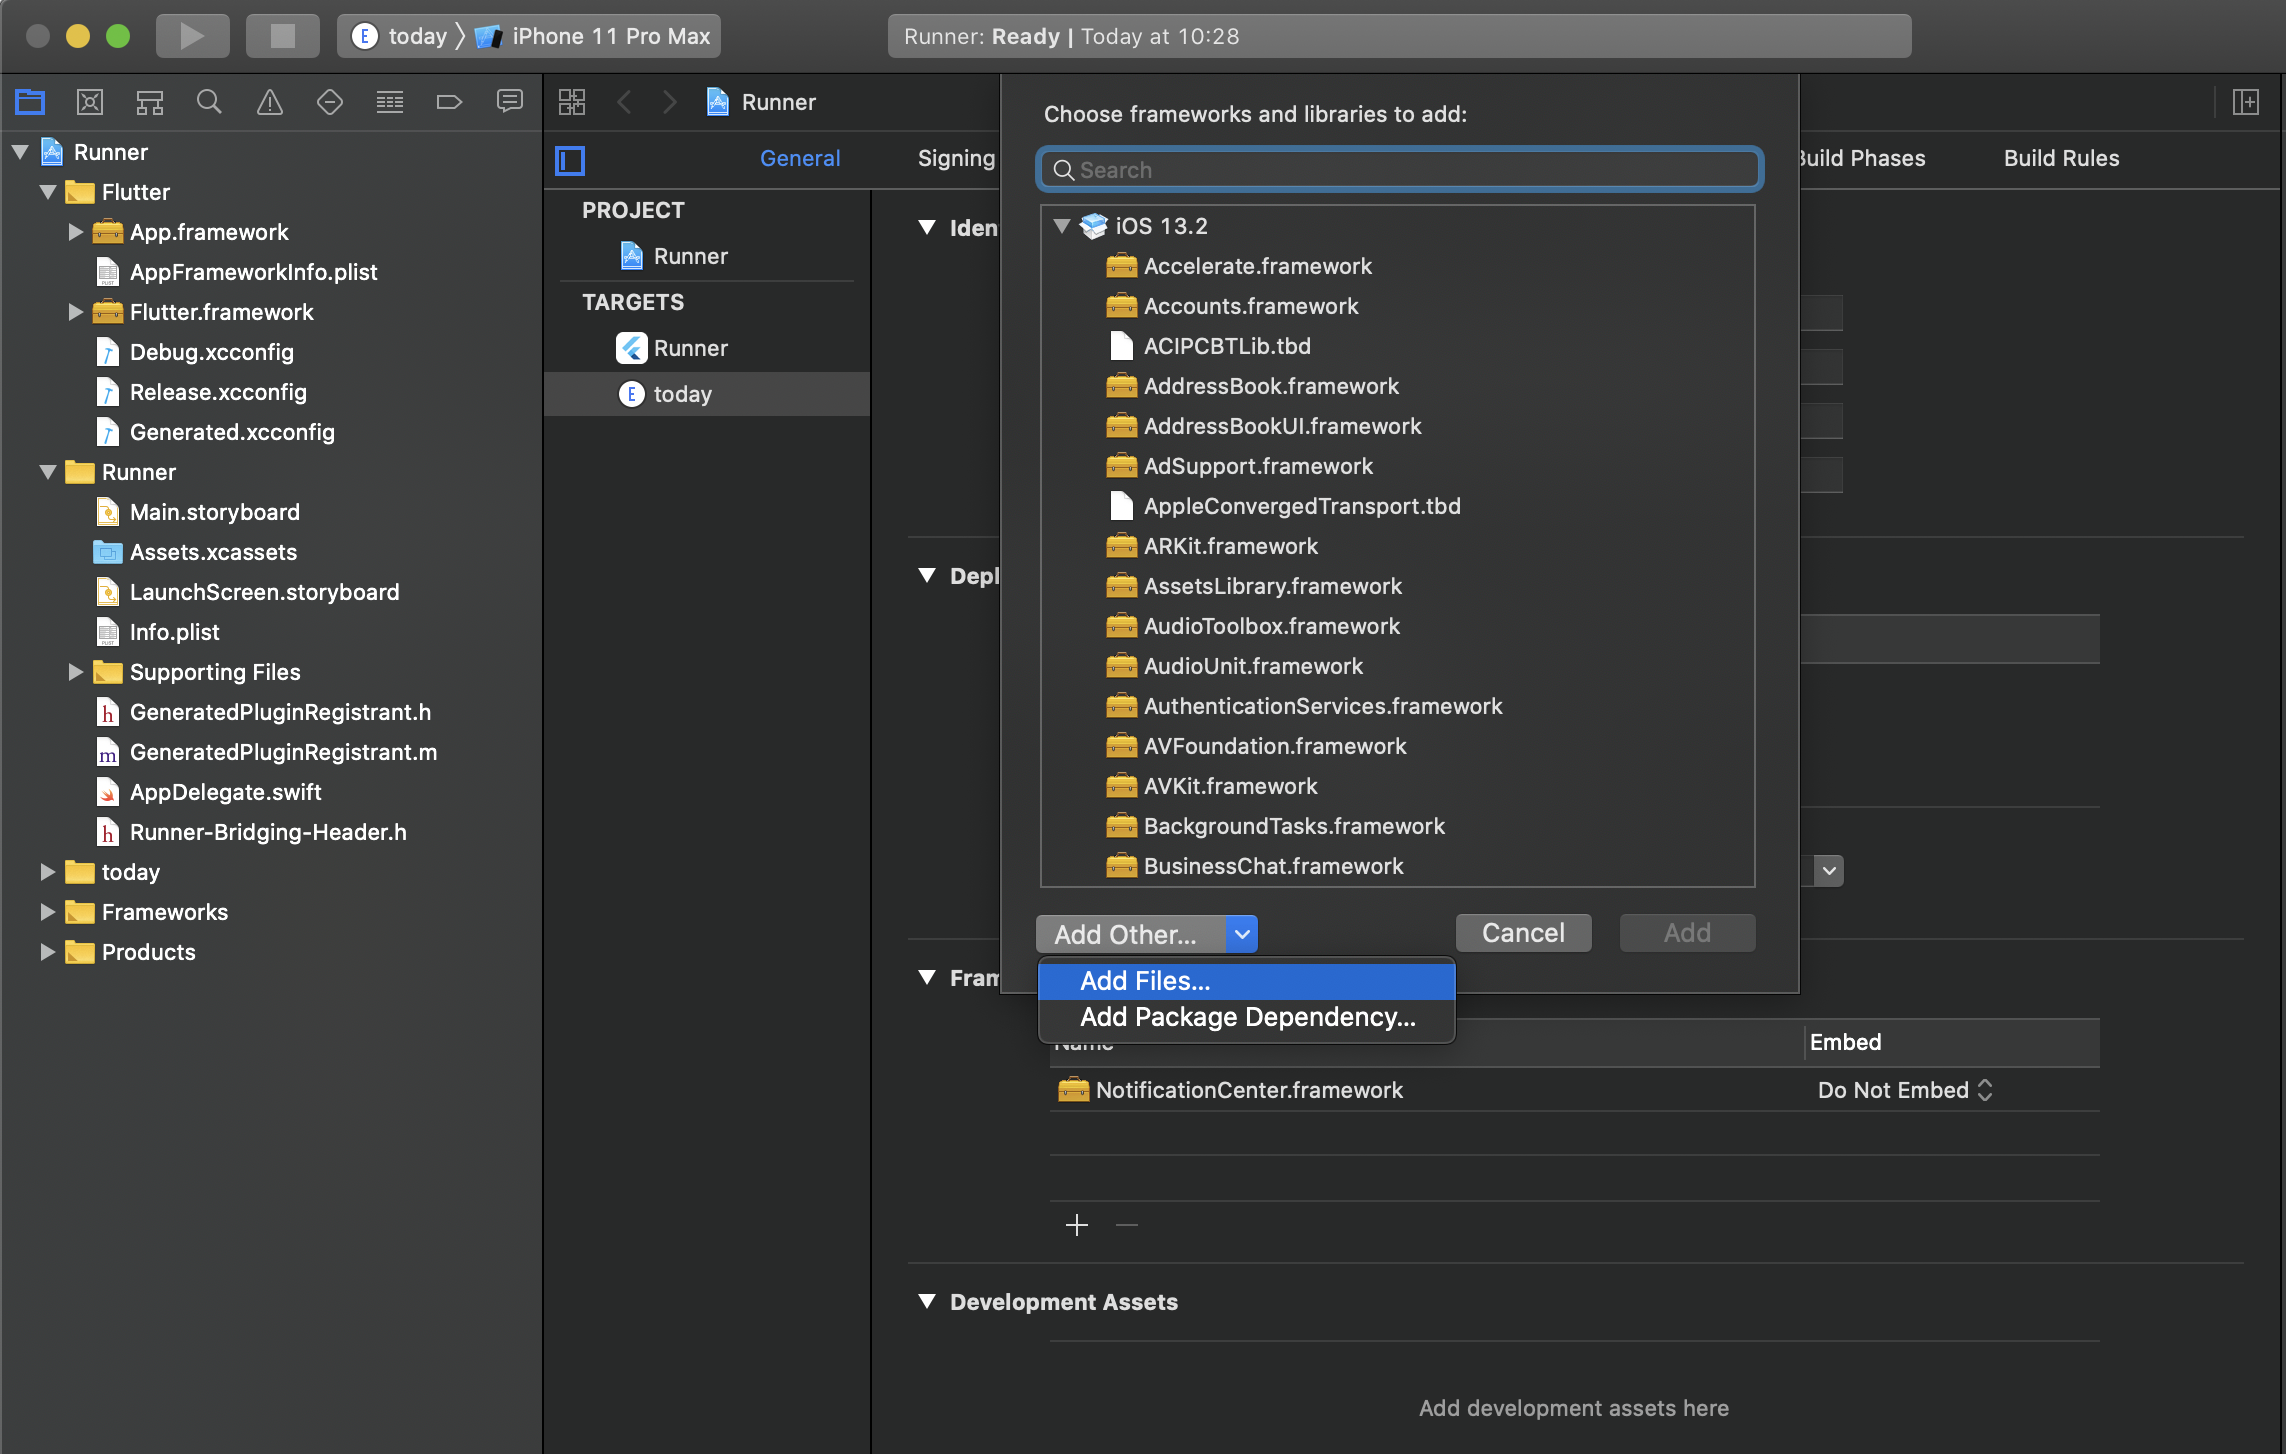 today
iPhone 11 Pro Max
Runner: Ready | Today at 10:28
Runner
Flutter
App.framework
AppFrameworkInfo.plist
Flutter.framework
Debug.xcconfig
Release.xcconfig
Generated.xcconfig
Runner
Main.storyboard
Assets.xcassets
LaunchScreen.storyboard
Info.plist
Supporting Files
GeneratedPluginRegistrant.h
GeneratedPluginRegistrant.m
AppDelegate.swift
Runner-Bridging-Header.h
today
Frameworks
Products
Runner
General
Signing
Build Phases
Build Rules
PROJECT
Runner
TARGETS
Runner
today
Iden
Depl
Fram
Choose frameworks and libraries to add:
Search
iOS 13.2
Accelerate.framework
Accounts.framework
ACIPCBTLib.tbd
AddressBook.framework
AddressBookUI.framework
AdSupport.framework
AppleConvergedTransport.tbd
ARKit.framework
AssetsLibrary.framework
AudioToolbox.framework
AudioUnit.framework
AuthenticationServices.framework
AVFoundation.framework
AVKit.framework
BackgroundTasks.framework
BusinessChat.framework
Add Other...
Cancel
Add
Add Files...
Add Package Dependency...
Name
Embed
NotificationCenter.framework
Do Not Embed
Development Assets
Add development assets here